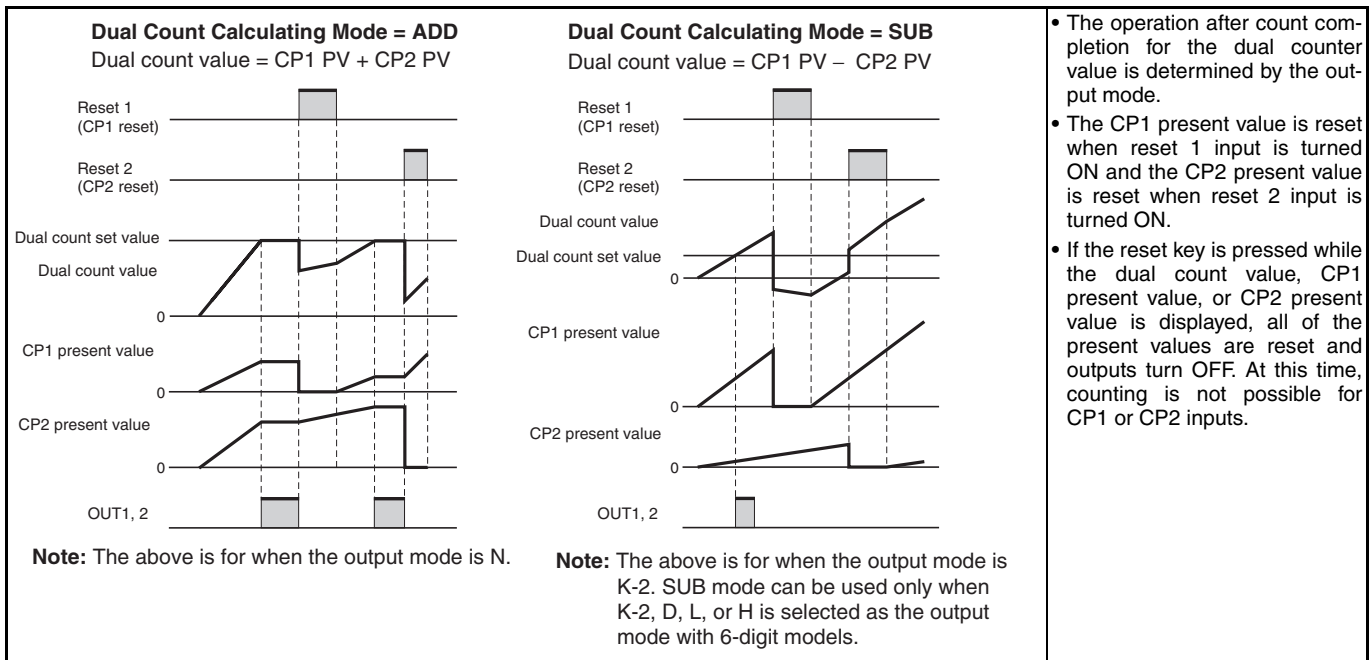 Dual Count Calculating Mode = ADD
Dual count value = CP1 PV + CP2 PV
Reset 1
(CP1 reset)
Reset 2
(CP2 reset)
Dual count set value
Dual count value
0
CP1 present value
0
CP2 present value
0
OUT1, 2
Note: The above is for when the output mode is N.
Dual Count Calculating Mode = SUB
Dual count value = CP1 PV – CP2 PV
Reset 1
(CP1 reset)
Reset 2
(CP2 reset)
Dual count value
Dual count set value
0
CP1 present value
0
CP2 present value
0
OUT1, 2
Note: The above is for when the output mode is
K-2. SUB mode can be used only when
K-2, D, L, or H is selected as the output
mode with 6-digit models.
• The operation after count com-
pletion for the dual counter
value is determined by the out-
put mode.
• The CP1 present value is reset
when reset 1 input is turned
ON and the CP2 present value
is reset when reset 2 input is
turned ON.
• If the reset key is pressed while
the dual count value, CP1
present value, or CP2 present
value is displayed, all of the
present values are reset and
outputs turn OFF. At this time,
counting is not possible for
CP1 or CP2 inputs.